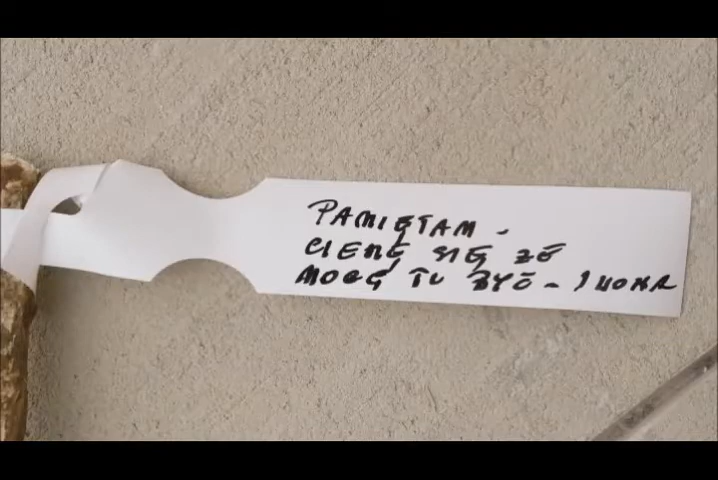 PAMIĘTAM -
CIESZĘ SIĘ ŻE
MOGĘ TU BYĆ - IWONA